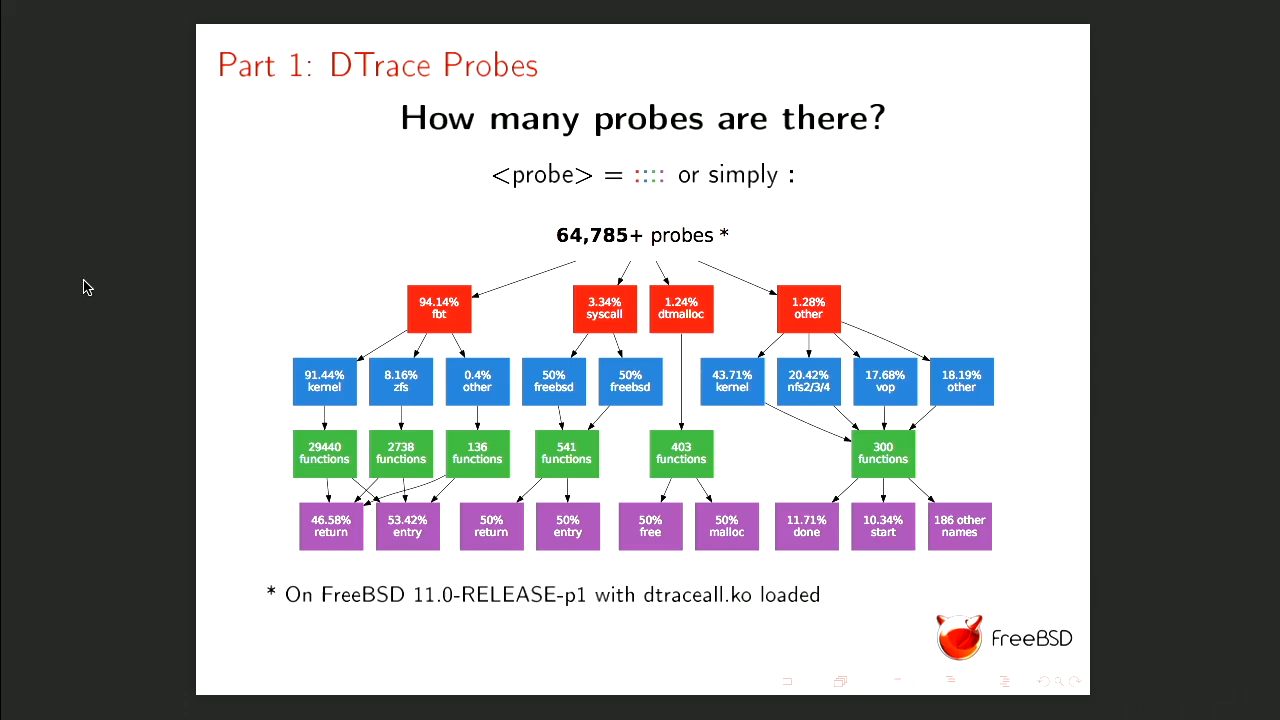 Part 1: DTrace Probes
How many probes are there?
<probe> = :::: or simply :
64,785+ probes *
94.14%
fbt
3.34%
syscall
1.24%
dtmalloc
1.28%
other
91.44%
kernel
8.16%
zfs
0.4%
other
50%
freebsd
50%
freebsd
43.71%
kernel
20.42%
nfs2/3/4
17.68%
vop
18.19%
other
29440
functions
2738
functions
136
functions
541
functions
403
functions
300
functions
46.58%
return
53.42%
entry
50%
return
50%
entry
50%
free
50%
malloc
11.71%
done
10.34%
start
186 other
names
* On FreeBSD 11.0-RELEASE-p1 with dtraceall.ko loaded
FreeBSD